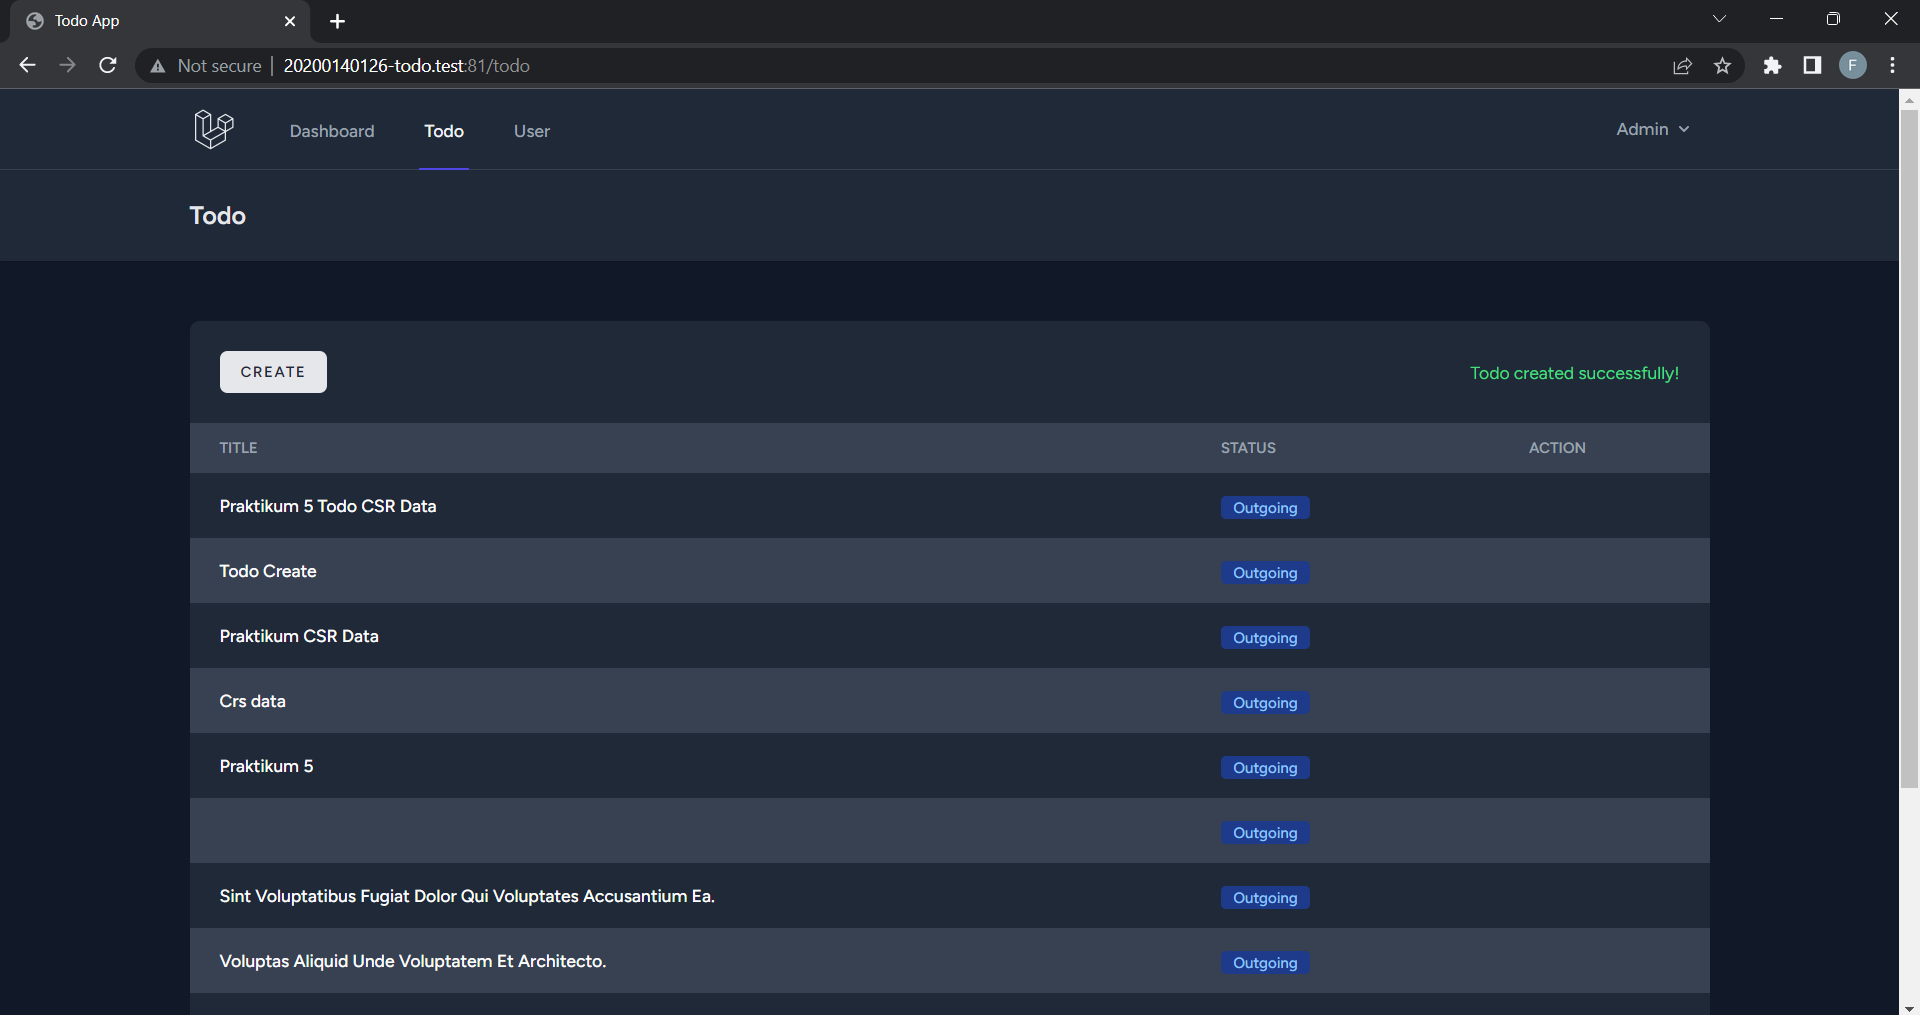 Todo App
Not secure 20200140126-todo.test:81/todo
F
Dashboard Todo User Admin
Todo
CREATE Todo created successfully!
TITLE STATUS ACTION
Praktikum 5 Todo CSR Data Outgoing
Todo Create Outgoing
Praktikum CSR Data Outgoing
Crs data Outgoing
Praktikum 5 Outgoing
Outgoing
Sint Voluptatibus Fugiat Dolor Qui Voluptates Accusantium Ea. Outgoing
Voluptas Aliquid Unde Voluptatem Et Architecto. Outgoing